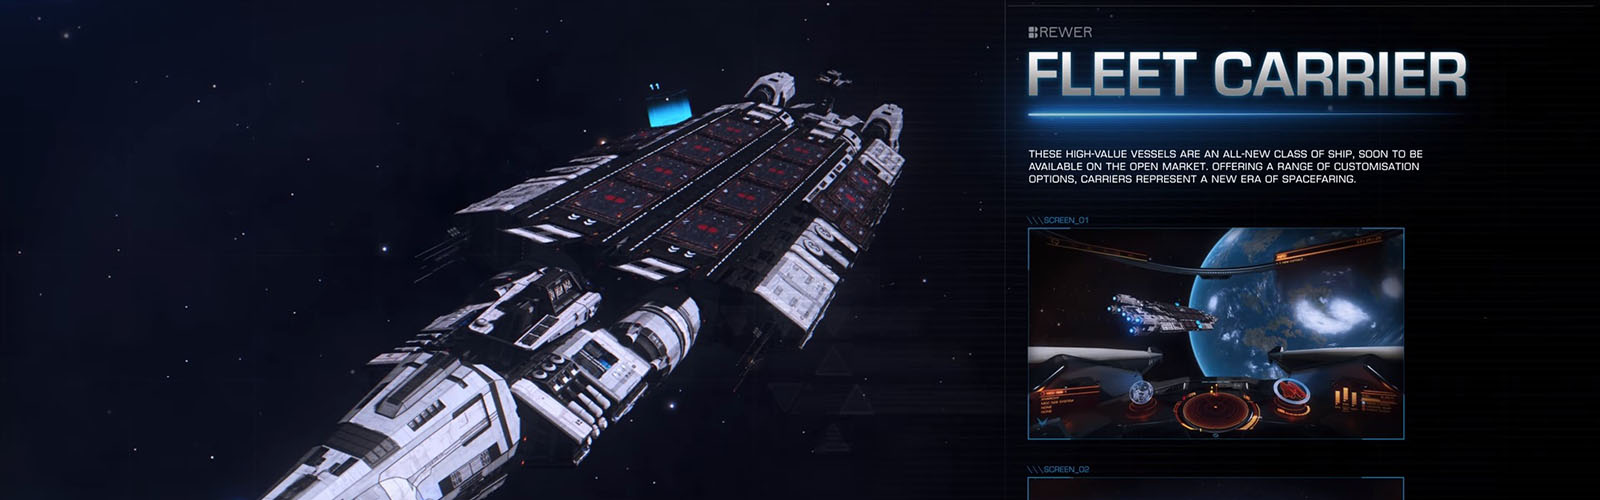 BREWER
FLEET CARRIER
THESE HIGH-VALUE VESSELS ARE AN ALL-NEW CLASS OF SHIP, SOON TO BE
AVAILABLE ON THE OPEN MARKET. OFFERING A RANGE OF CUSTOMISATION
OPTIONS, CARRIERS REPRESENT A NEW ERA OF SPACEFARING.
\\\SCREEN_01
\\\SCREEN_02